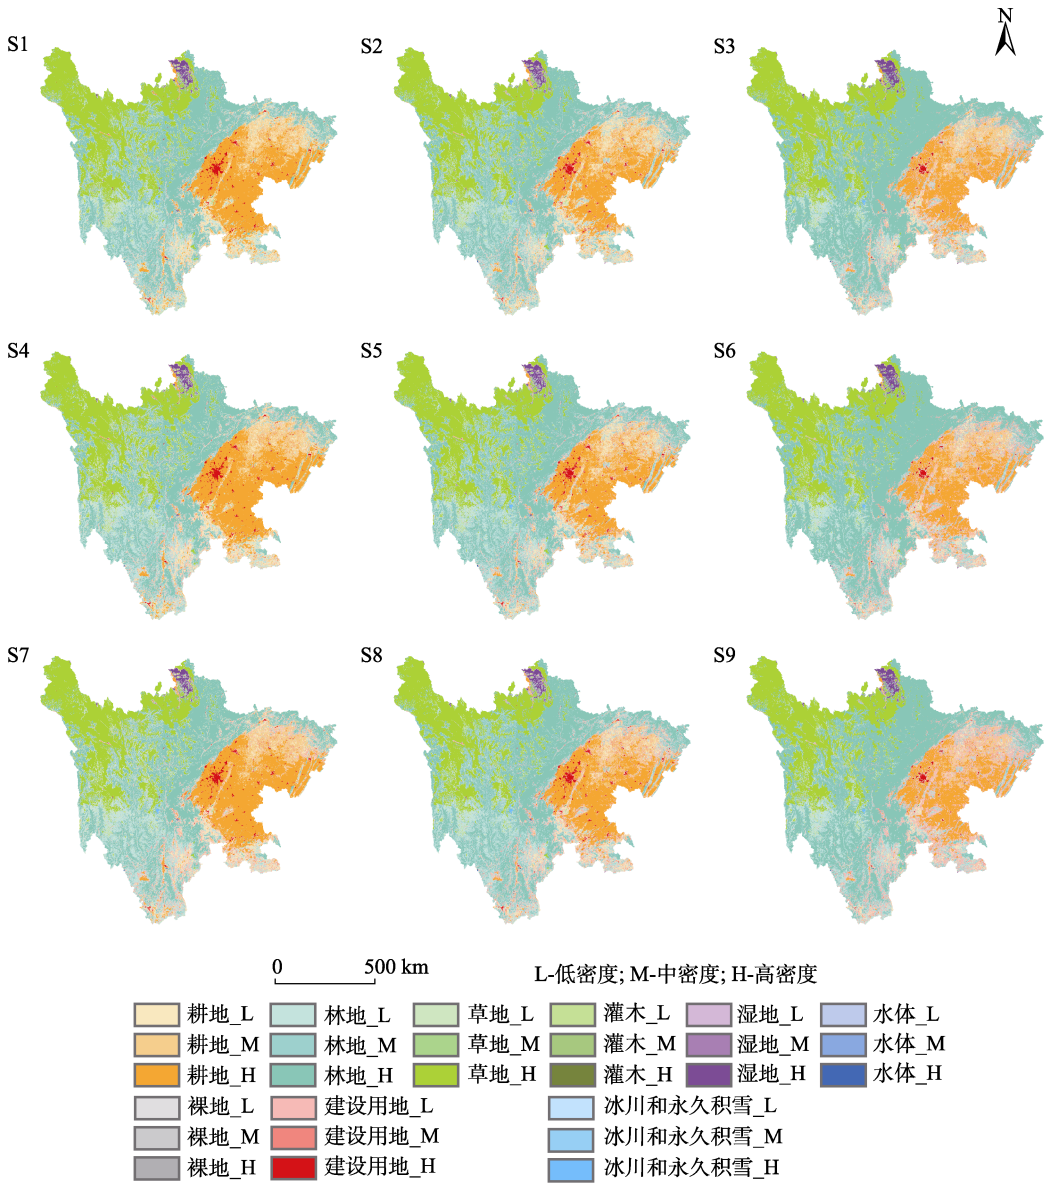 N
S1 S2 S3
S4 S5 S6
S7 S8 S9
0 500 km
L-低密度; M-中密度; H-高密度
耕地_L 林地_L 草地_L 灌木_L 湿地_L 水体_L
耕地_M 林地_M 草地_M 灌木_M 湿地_M 水体_M
耕地_H 林地_H 草地_H 灌木_H 湿地_H 水体_H
裸地_L 建设用地_L 冰川和永久积雪_L
裸地_M 建设用地_M 冰川和永久积雪_M
裸地_H 建设用地_H 冰川和永久积雪_H